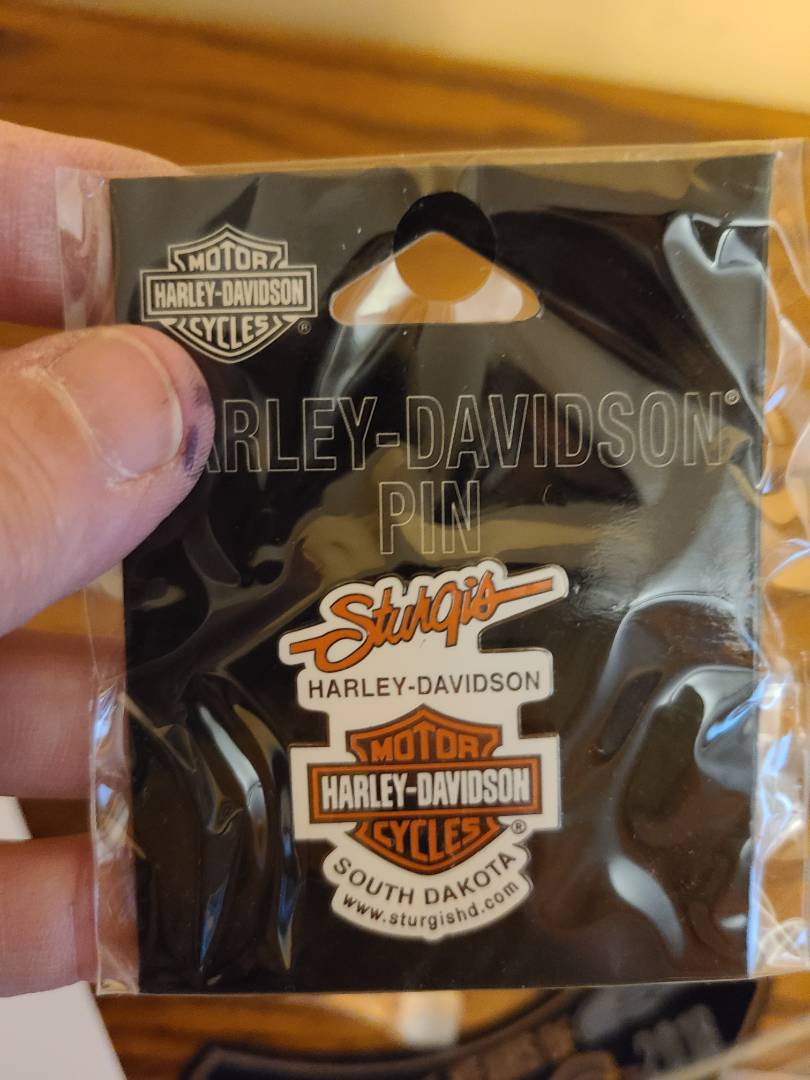 MOTOR
HARLEY-DAVIDSON
CYCLES®
ARLEY-DAVIDSON®
PIN
Sturgis
HARLEY-DAVIDSON
MOTOR
HARLEY-DAVIDSON
CYCLES®
SOUTH DAKOTA
www.sturgishd.com